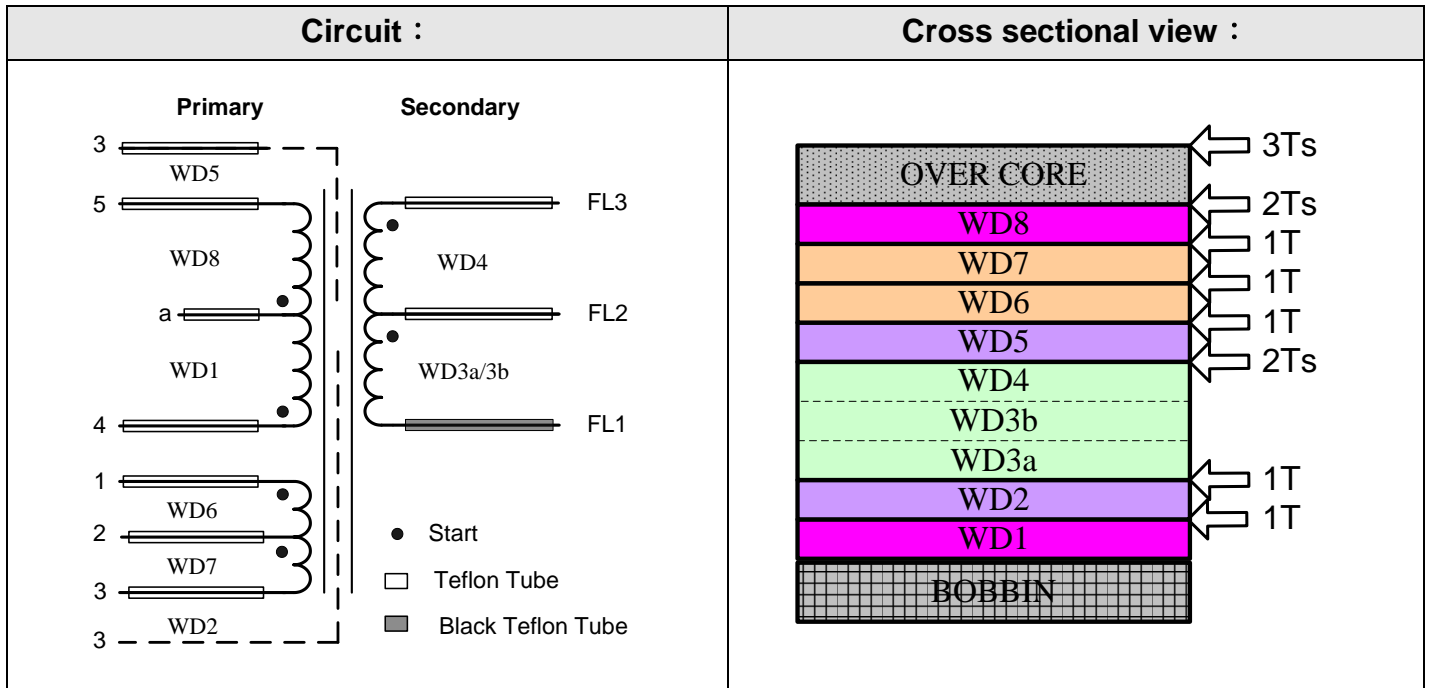 Circuit：
Cross sectional view：
Primary
Secondary
3
WD5
5
WD8
a
WD1
4
1
WD6
2
WD7
3
WD2
3
FL3
WD4
FL2
WD3a/3b
FL1
Start
Teflon Tube
Black Teflon Tube
OVER CORE
WD8
WD7
WD6
WD5
WD4
WD3b
WD3a
WD2
WD1
BOBBIN
3Ts
2Ts
1T
1T
1T
2Ts
1T
1T